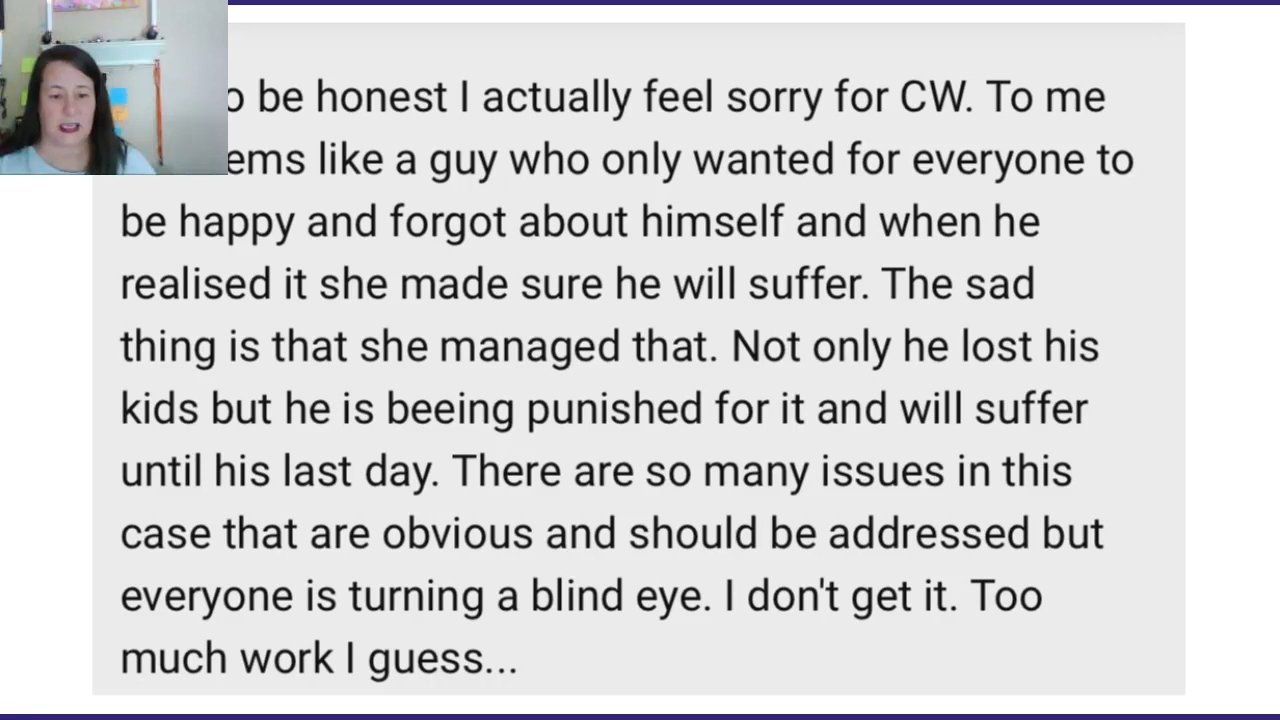 o be honest I actually feel sorry for CW. To me
ems like a guy who only wanted for everyone to
be happy and forgot about himself and when he
realised it she made sure he will suffer. The sad
thing is that she managed that. Not only he lost his
kids but he is beeing punished for it and will suffer
until his last day. There are so many issues in this
case that are obvious and should be addressed but
everyone is turning a blind eye. I don't get it. Too
much work I guess...